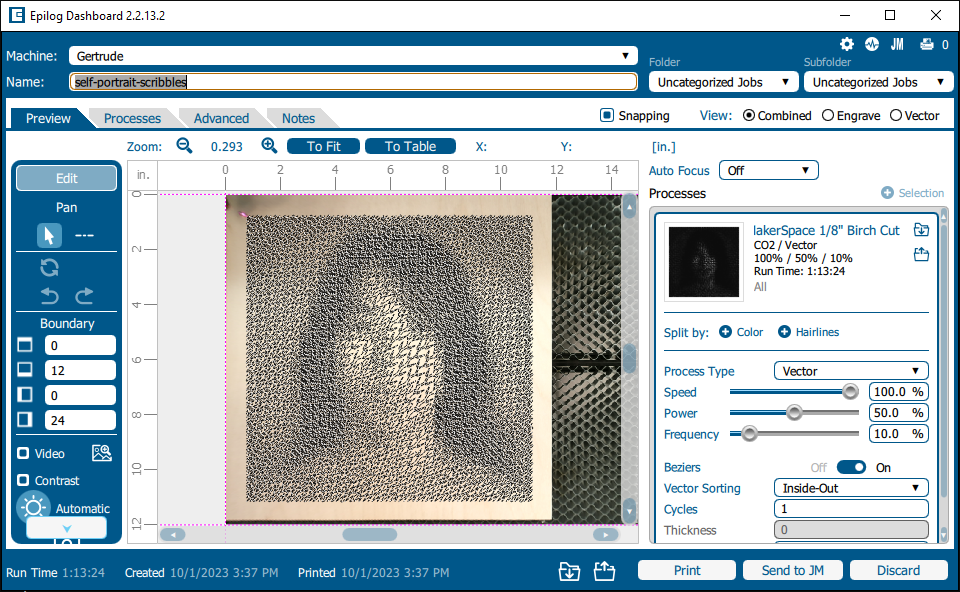 Epilog Dashboard 2.2.13.2
JM 0
Machine: Gertrude
Folder Subfolder
Name: self-portrait-scribbles Uncategorized Jobs Uncategorized Jobs
Preview Processes Advanced Notes Snapping View: Combined Engrave Vector
Zoom: 0.293 To Fit To Table X: Y: [in.]
Edit
in. 0 2 4 6 8 10 12 14
Auto Focus Off
Pan
0
Processes Selection
2
lakerSpace 1/8" Birch Cut
CO2 / Vector
100% / 50% / 10%
Run Time: 1:13:24
All
4
Boundary
0
Split by: Color Hairlines
6
12
Process Type Vector
0
Speed 100.0 %
8
24
Power 50.0 %
Frequency 10.0 %
Video
10
Beziers Off On
Contrast
Vector Sorting Inside-Out
Automatic
Cycles 1
12
Thickness 0
Run Time 1:13:24 Created 10/1/2023 3:37 PM Printed 10/1/2023 3:37 PM Print Send to JM Discard